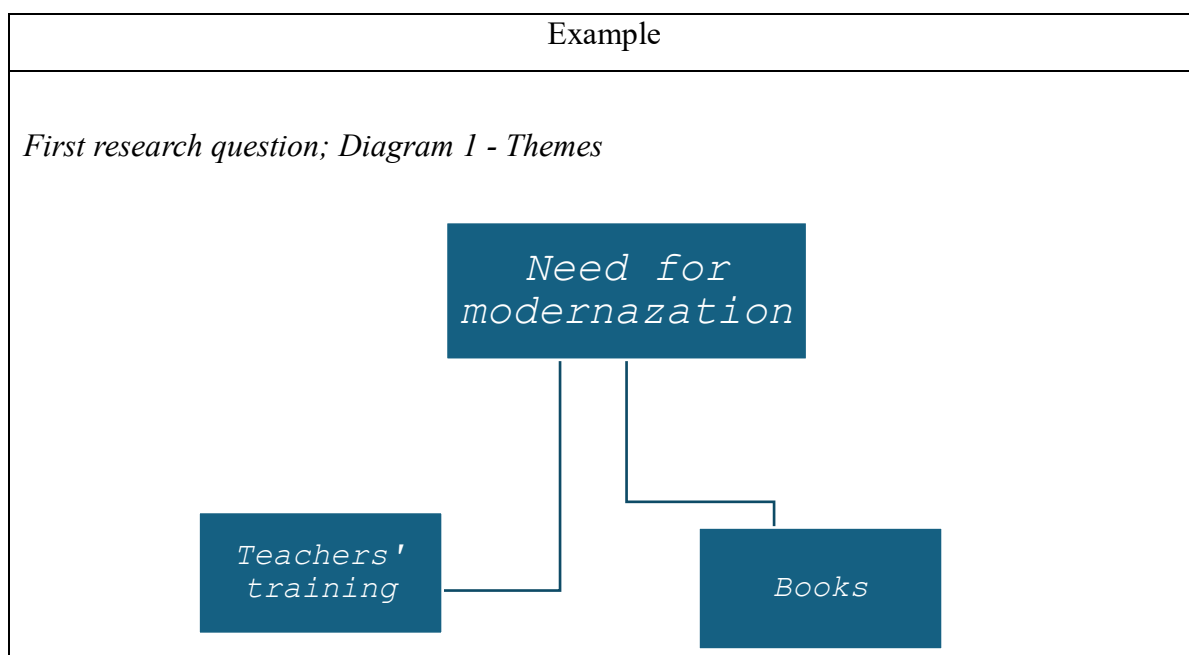 Example
First research question; Diagram 1 - Themes
Need for
modernazation
Teachers'
training
Books